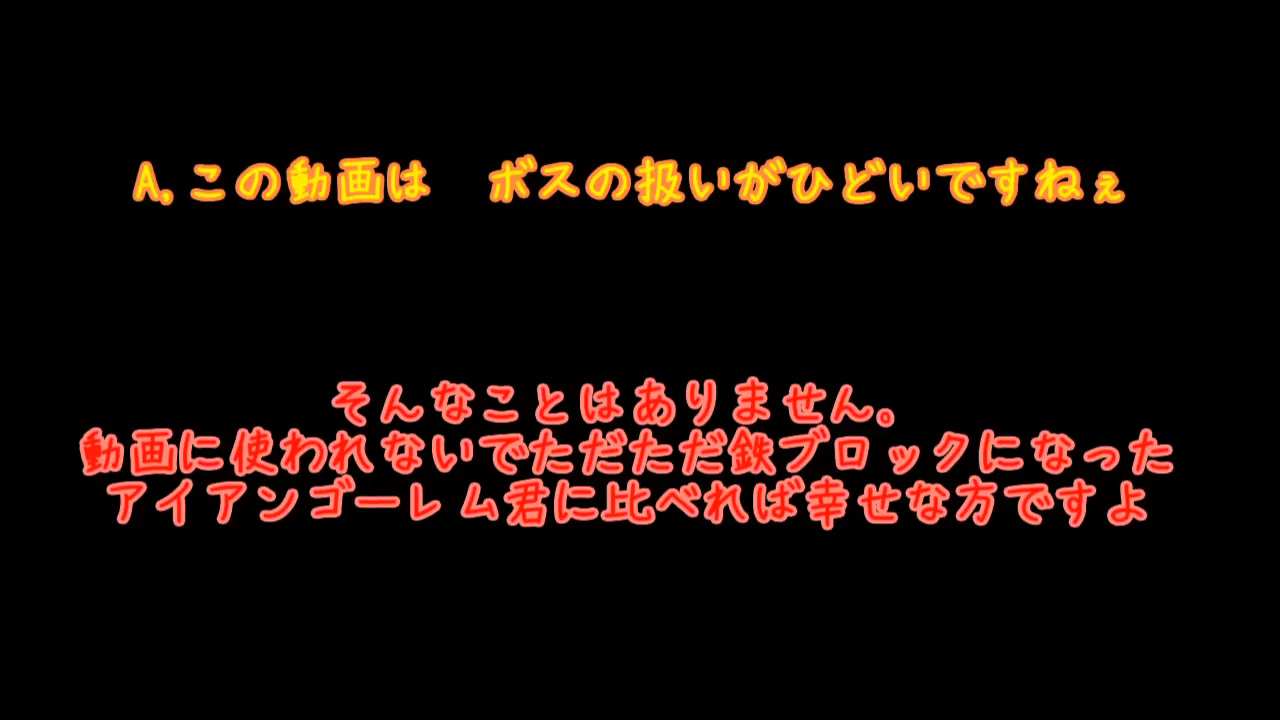 A,この動画は　ボスの扱いがひどいですねぇ
そんなことはありません。
動画に使われないでただただ鉄ブロックになった
アイアンゴーレム君に比べれば幸せな方ですよ